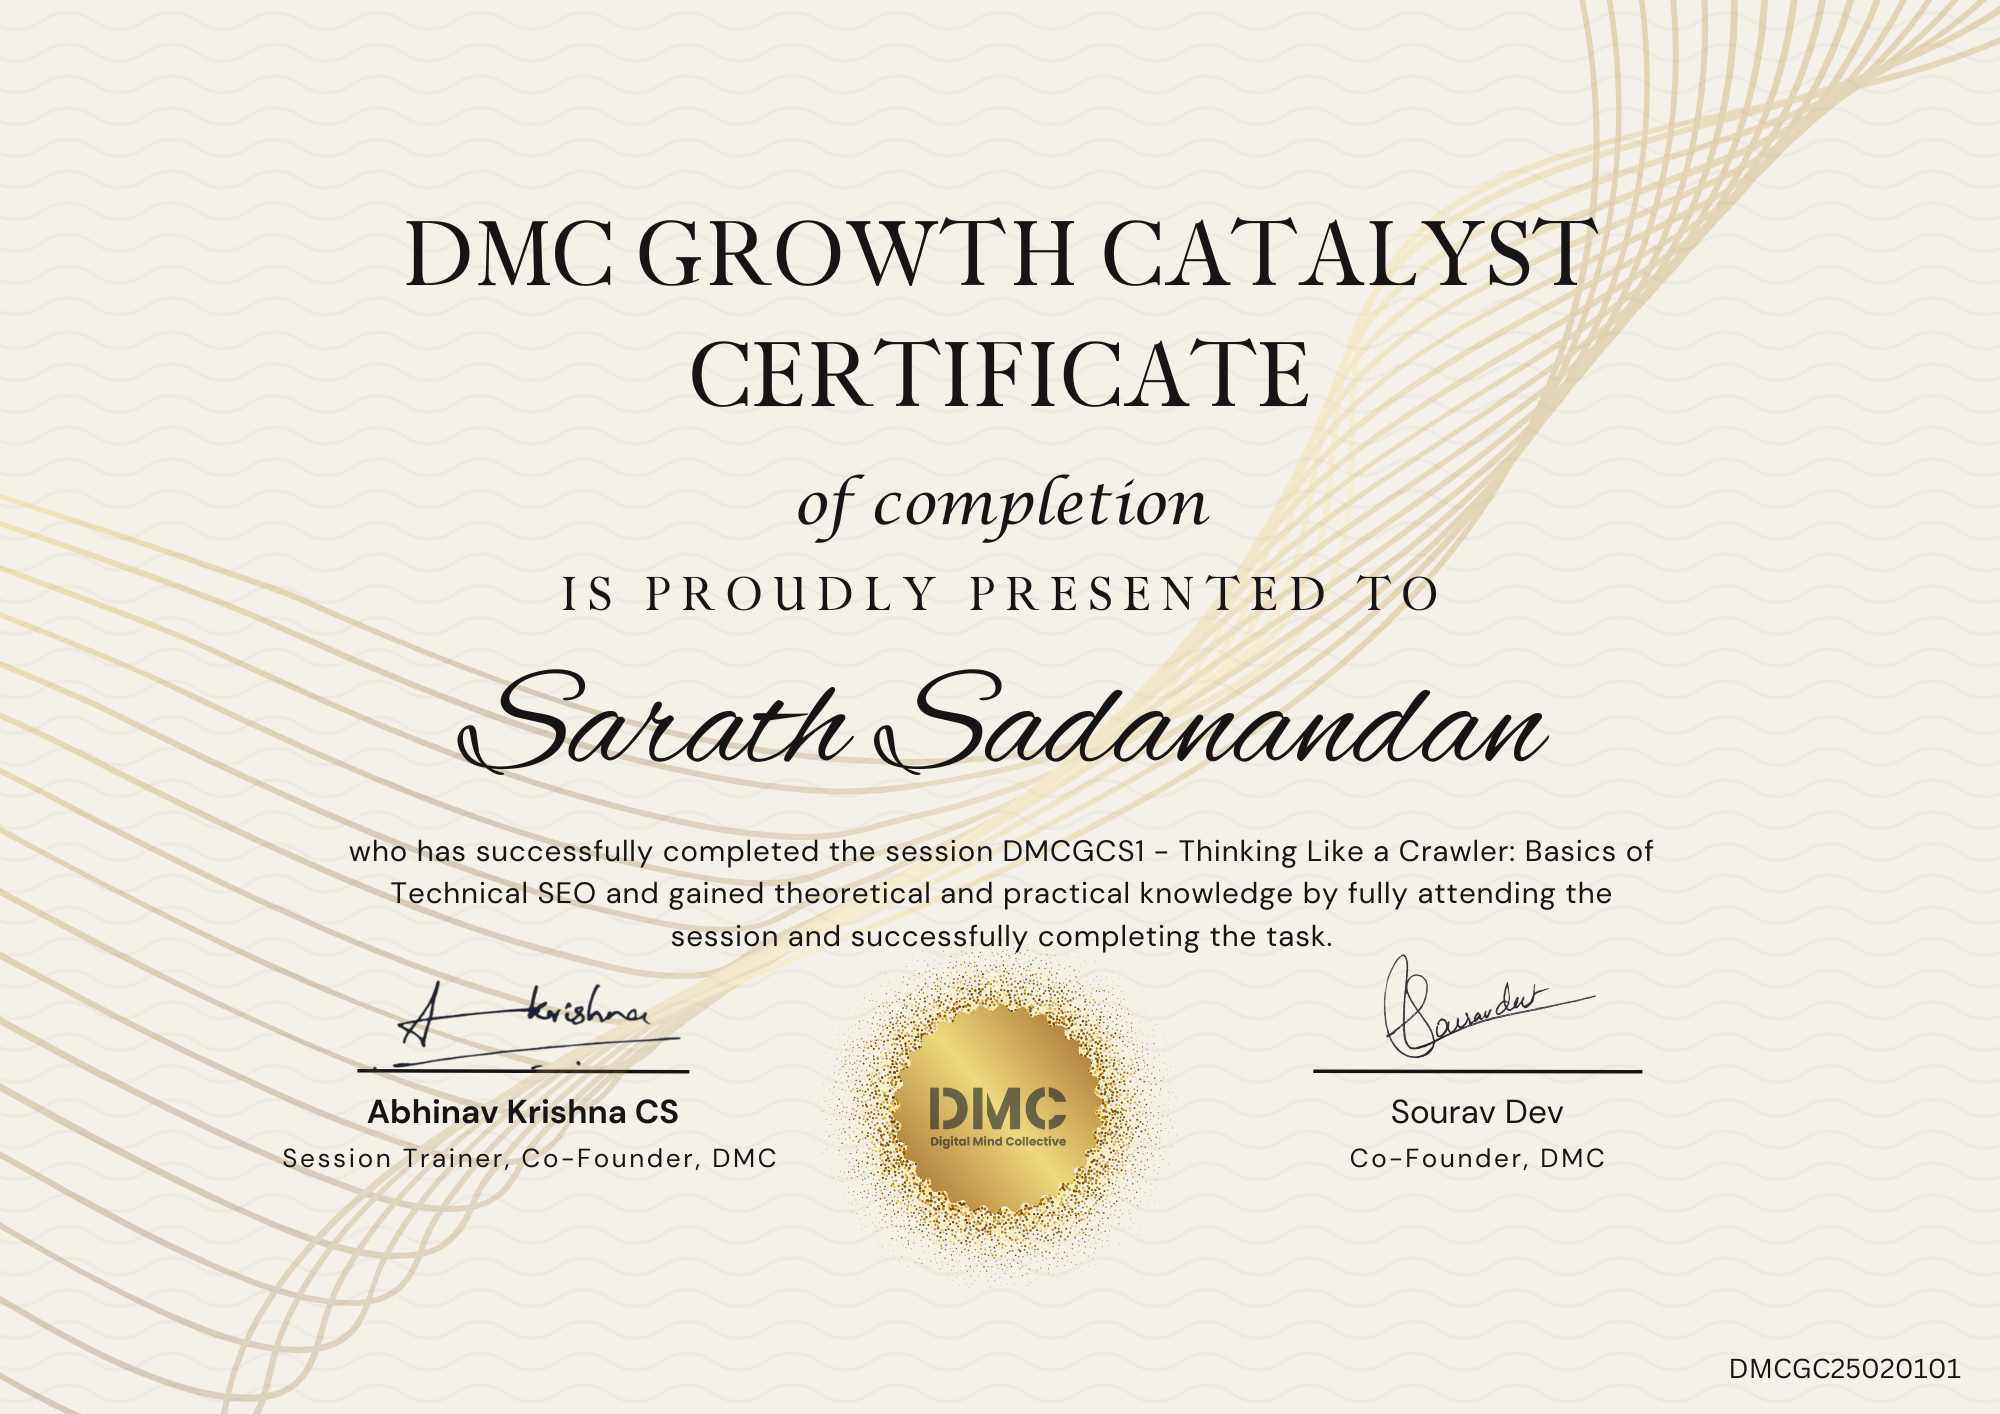 DMC GROWTH CATALYST
CERTIFICATE
of completion
IS PROUDLY PRESENTED TO
Sarath Sadanandan
who has successfully completed the session DMCGCS1 – Thinking Like a Crawler: Basics of
Technical SEO and gained theoretical and practical knowledge by fully attending the
session and successfully completing the task.
A krishna
Souravdev
Abhinav Krishna CS
Session Trainer, Co-Founder, DMC
DMC
Digital Mind Collective
Sourav Dev
Co-Founder, DMC
DMCGC25020101